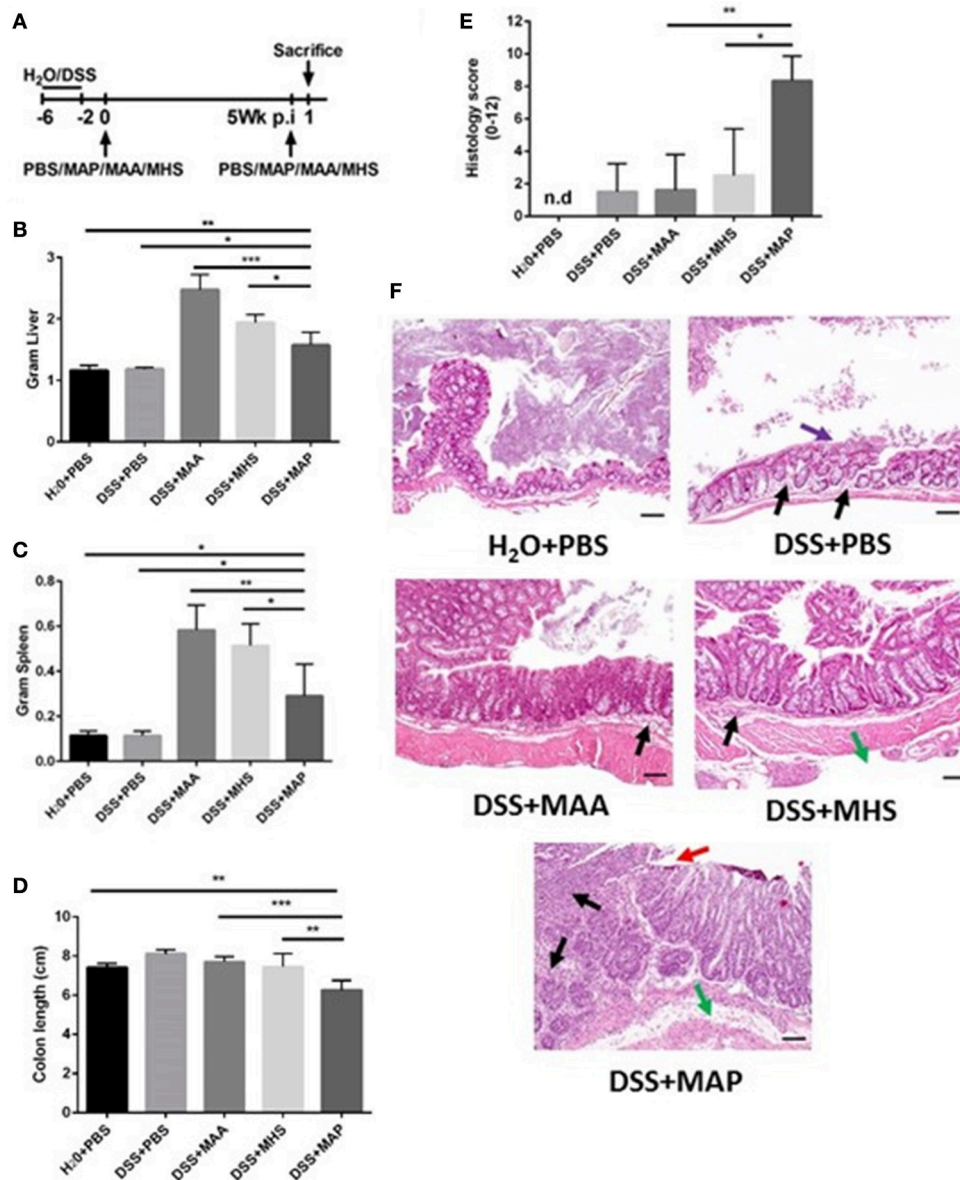 A
Sacrifice
H₂O/DSS
-6 -2 0 5Wk p.i 1
PBS/MAP/MAA/MHS PBS/MAP/MAA/MHS
B
**
*
***
*
Gram Liver
3
2
1
0
H₂0+PBS
DSS+PBS
DSS+MAA
DSS+MHS
DSS+MAP
C
*
*
**
*
Gram Spleen
0.8
0.6
0.4
0.2
0.0
H₂0+PBS
DSS+PBS
DSS+MAA
DSS+MHS
DSS+MAP
D
**
***
**
Colon length (cm)
10
8
6
4
2
0
H₂0+PBS
DSS+PBS
DSS+MAA
DSS+MHS
DSS+MAP
E
**
*
Histology score
(0-12)
12
10
8
6
4
2
0
n.d
H₂0+PBS
DSS+PBS
DSS+MAA
DSS+MHS
DSS+MAP
F
H₂O+PBS
DSS+PBS
DSS+MAA
DSS+MHS
DSS+MAP